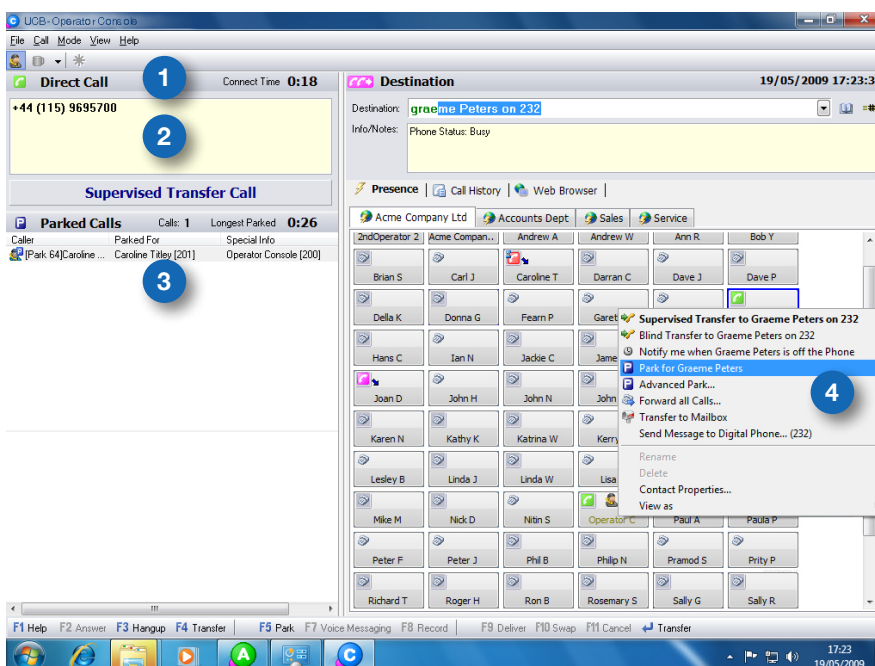 UCB-Operator Console
File Call Mode View Help
Direct Call 1 Connect Time 0:18
+44 (115) 9695700
2
Supervised Transfer Call
Parked Calls Calls: 1 Longest Parked 0:26
Caller Parked For Special Info
[Park 64]Caroline ... Caroline Titley [201] Operator Console [200]
3
Destination 19/05/2009 17:23:3
Destination: graeme Peters on 232
Info/Notes: Phone Status: Busy
Presence Call History Web Browser
Acme Company Ltd Accounts Dept Sales Service
2ndOperator 2 Acme Compan.. Andrew A Andrew W Ann R Bob Y
Brian S Carl J Caroline T Darran C Dave J Dave P
Della K Donna G Fearn P Garet
Hans C Ian N Jackie C Jame
Joan D John H John N John
Karen N Kathy K Katrina W Kerry
Lesley B Linda J Linda W Lisa
Mike M Nick D Nitin S Operator C Paul A Paula P
Peter F Peter J Phil B Philip N Pramod S Prity P
Richard T Roger H Ron B Rosemary S Sally G Sally R
Supervised Transfer to Graeme Peters on 232
Blind Transfer to Graeme Peters on 232
Notify me when Graeme Peters is off the Phone
Park for Graeme Peters
Advanced Park...
4
Forward all Calls...
Transfer to Mailbox
Send Message to Digital Phone... (232)
Rename
Delete
Contact Properties...
View as
F1 Help F2 Answer F3 Hangup F4 Transfer F5 Park F7 Voice Messaging F8 Record F9 Deliver F10 Swap F11 Cancel Transfer
17:23
19/05/2009